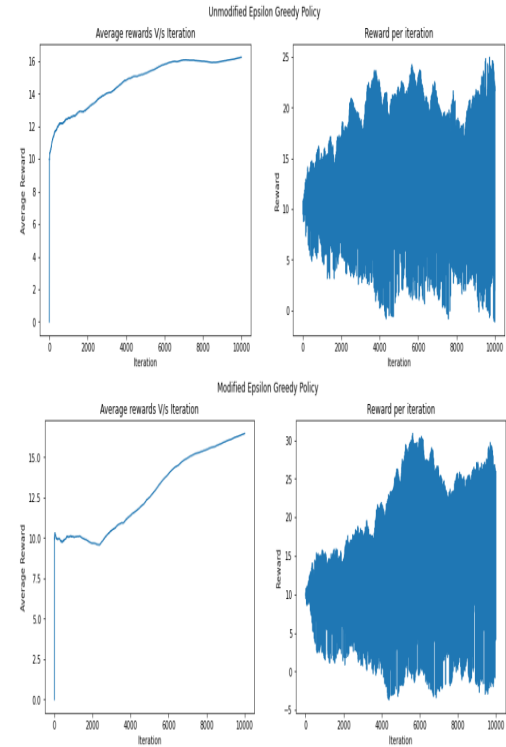 Unmodified Epsilon Greedy Policy
Average rewards V/s Iteration
Reward per iteration
16
14
12
10
8
6
4
2
0
Average Reward
0 2000 4000 6000 8000 10000
Iteration
25
20
15
10
5
0
Reward
0 2000 4000 6000 8000 10000
Iteration
Modified Epsilon Greedy Policy
Average rewards V/s Iteration
Reward per iteration
15.0
12.5
10.0
7.5
5.0
2.5
0.0
Average Reward
0 2000 4000 6000 8000 10000
Iteration
30
25
20
15
10
5
0
−5
Reward
0 2000 4000 6000 8000 10000
Iteration